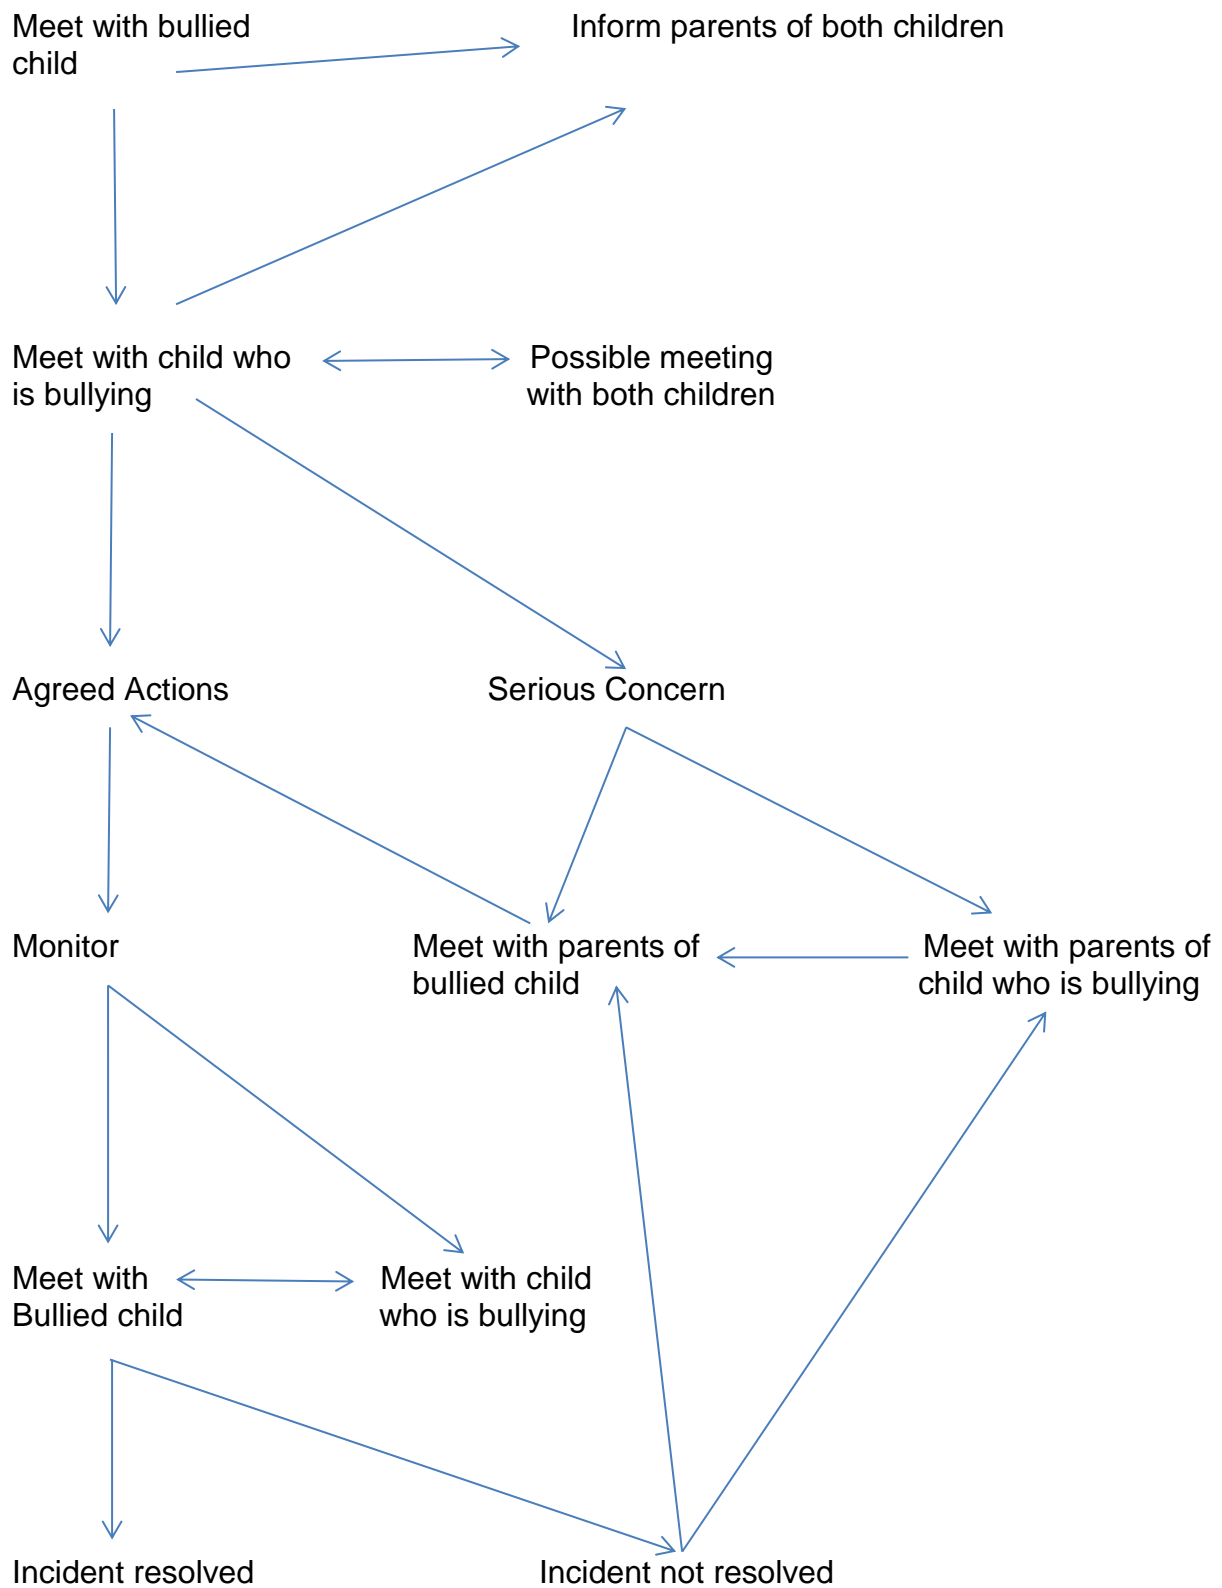 Meet with bullied
child
Inform parents of both children
Meet with child who
is bullying
Possible meeting
with both children
Agreed Actions
Serious Concern
Monitor
Meet with parents of
bullied child
Meet with parents of
child who is bullying
Meet with
Bullied child
Meet with child
who is bullying
Incident resolved
Incident not resolved